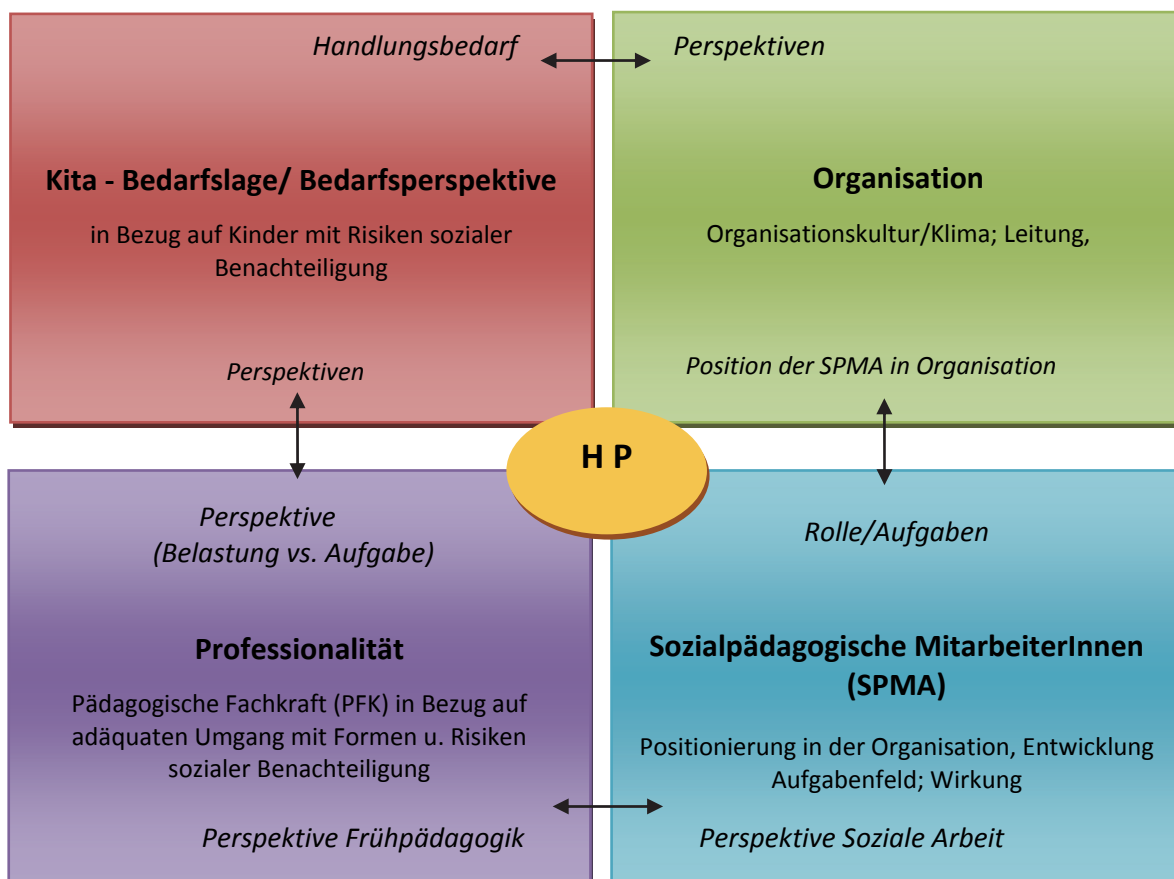 Handlungsbedarf
Kita - Bedarfslage/ Bedarfsperspektive
in Bezug auf Kinder mit Risiken sozialer
Benachteiligung
Perspektiven
Perspektiven
Organisation
Organisationskultur/Klima; Leitung,
Position der SPMA in Organisation
H P
Perspektive
(Belastung vs. Aufgabe)
Professionalität
Pädagogische Fachkraft (PFK) in Bezug auf
adäquaten Umgang mit Formen u. Risiken
sozialer Benachteiligung
Perspektive Frühpädagogik
Rolle/Aufgaben
Sozialpädagogische MitarbeiterInnen
(SPMA)
Positionierung in der Organisation, Entwicklung
Aufgabenfeld; Wirkung
Perspektive Soziale Arbeit